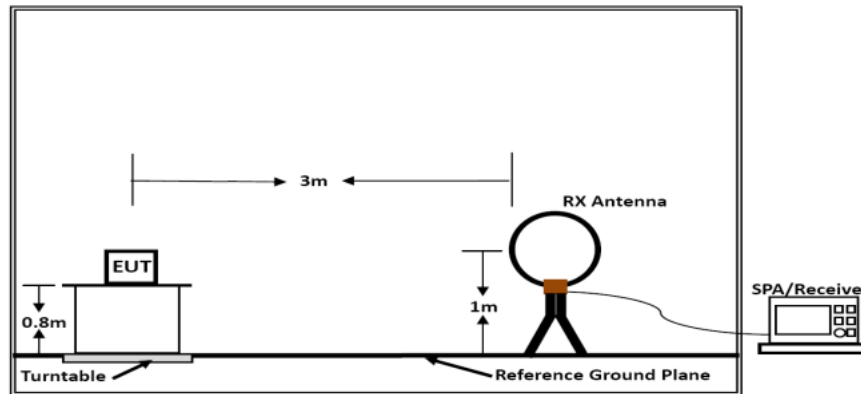 3m
RX Antenna
EUT
SPA/Receive
0.8m
1m
Turntable
Reference Ground Plane